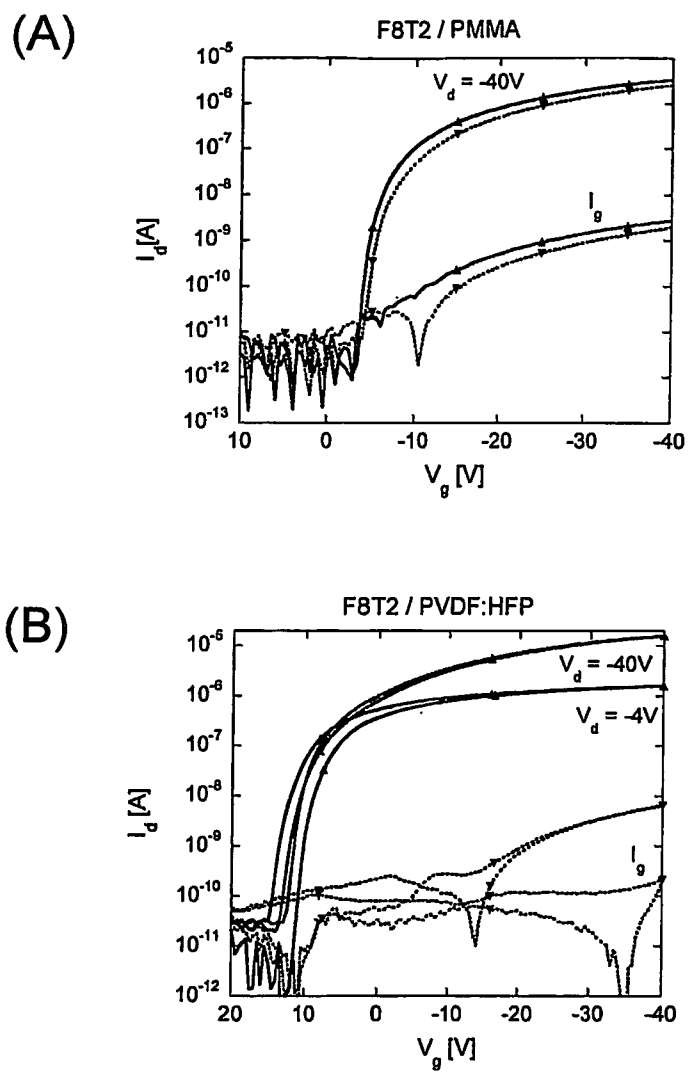 (A)
F8T2 / PMMA
V_d = -40V
I_g
I_d[A]
10^-5
10^-6
10^-7
10^-8
10^-9
10^-10
10^-11
10^-12
10^-13
10 0 -10 -20 -30 -40
V_g [V]
(B)
F8T2 / PVDF:HFP
V_d = -40V
V_d = -4V
I_g
I_d [A]
10^-5
10^-6
10^-7
10^-8
10^-9
10^-10
10^-11
10^-12
20 10 0 -10 -20 -30 -40
V_g [V]